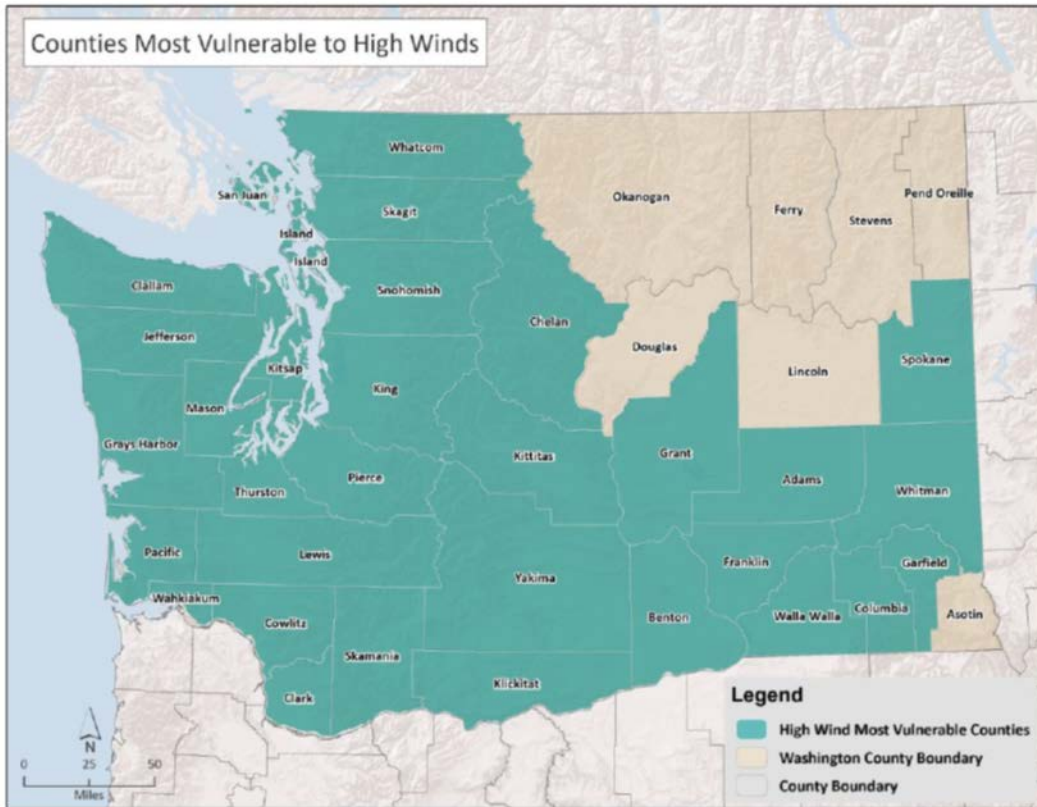 Counties Most Vulnerable to High Winds
Whatcom
San Juan
Okanogan
Ferry
Stevens
Pend Oreille
Skagit
Island
Island
Clallam
Snohomish
Chelan
Jefferson
Douglas
Kitsap
Lincoln
Spokane
King
Mason
Grays Harbor
Kittitas
Grant
Pierce
Adams
Thurston
Whitman
Pacific
Lewis
Franklin
Garfield
Yakima
Wahkiakum
Columbia
Cowlitz
Benton
Walla Walla
Asotin
Skamania
Klickitat
Clark
N
0 25 50
Miles
Legend
High Wind Most Vulnerable Counties
Washington County Boundary
County Boundary